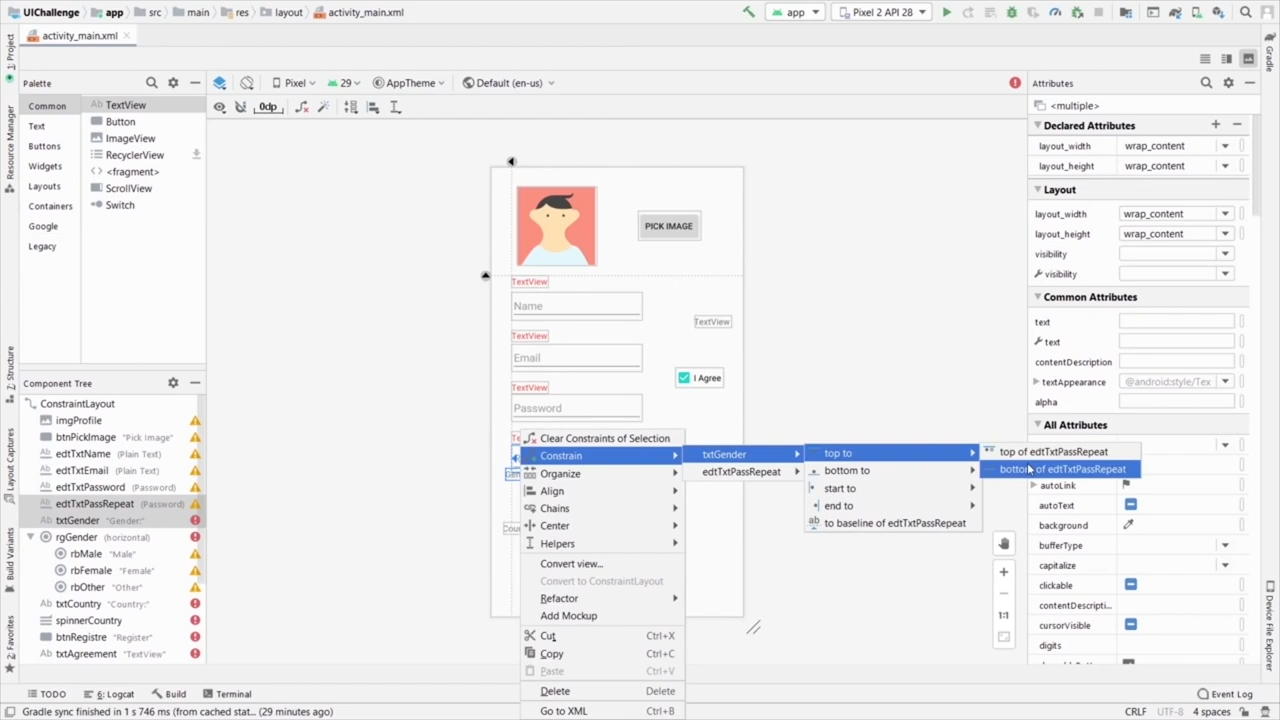 UIChallenge app src main res layout activity_main.xml
app Pixel 2 API 28
activity_main.xml
1: Project
Resource Manager
Z: Structure
Layout Captures
Build Variants
2: Favorites
Palette
Common
Text
Buttons
Widgets
Layouts
Containers
Google
Legacy
Ab TextView
Button
ImageView
RecyclerView
<fragment>
ScrollView
Switch
Component Tree
ConstraintLayout
imgProfile
btnPickImage "Pick Image"
edtTxtName (Plain Text)
edtTxtEmail (Plain Text)
edtTxtPassword (Password)
edtTxtPassRepeat (Password)
Ab txtGender "Gender:"
rgGender (horizontal)
rbMale "Male"
rbFemale "Female"
rbOther "Other"
Ab txtCountry "Country:"
spinnerCountry
btnRegistre "Register"
Ab txtAgreement "TextView"
Pixel 29 AppTheme Default (en-us)
0dp
PICK IMAGE
TextView
Name
TextView
TextView
Email
I Agree
TextView
Password
Clear Constraints of Selection
Constrain
Organize
Align
Chains
Center
Helpers
Convert view...
Convert to ConstraintLayout
Refactor
Add Mockup
Cut Ctrl+X
Copy Ctrl+C
Paste Ctrl+V
Delete Delete
Go to XML Ctrl+B
txtGender
edtTxtPassRepeat
top to
bottom to
start to
end to
ab to baseline of edtTxtPassRepeat
top of edtTxtPassRepeat
bottom of edtTxtPassRepeat
1:1
Attributes
<multiple>
Declared Attributes
layout_width wrap_content
layout_height wrap_content
Layout
layout_width wrap_content
layout_height wrap_content
visibility
visibility
Common Attributes
text
text
contentDescription
textAppearance @android:style/Tex
alpha
All Attributes
autoLink
autoText
background
bufferType
capitalize
clickable
contentDescripti...
cursorVisible
digits
Gradle
Device File Explorer
TODO 6: Logcat Build Terminal Event Log
Gradle sync finished in 1 s 746 ms (from cached stat... (29 minutes ago) CRLF UTF-8 4 spaces